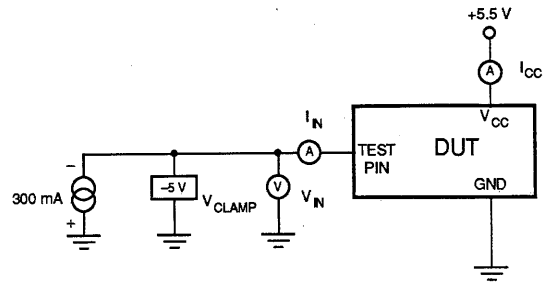 +5.5 V
A
I_CC
V_CC
I_IN
A
TEST
PIN
DUT
GND
–
300 mA
+
–5 V
V_CLAMP
V
V_IN